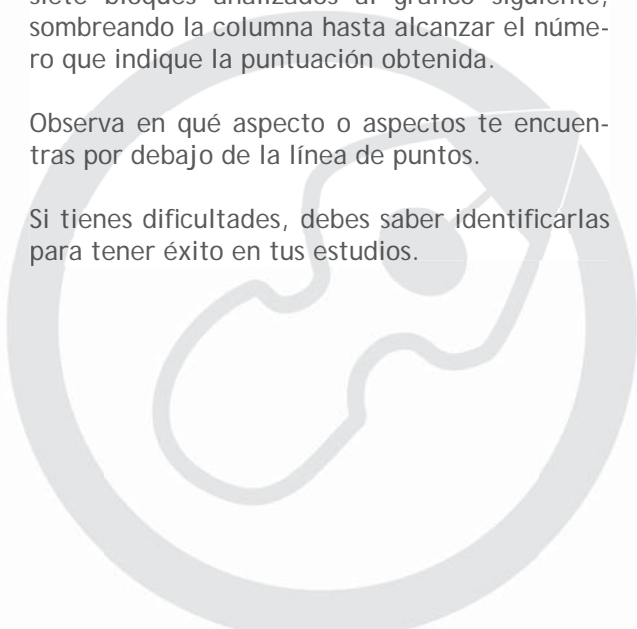 siete bloques analizados al gráfico siguiente,
sombreando la columna hasta alcanzar el núme-
ro que indique la puntuación obtenida.
Observa en qué aspecto o aspectos te encuen-
tras por debajo de la línea de puntos.
Si tienes dificultades, debes saber identificarlas
para tener éxito en tus estudios.